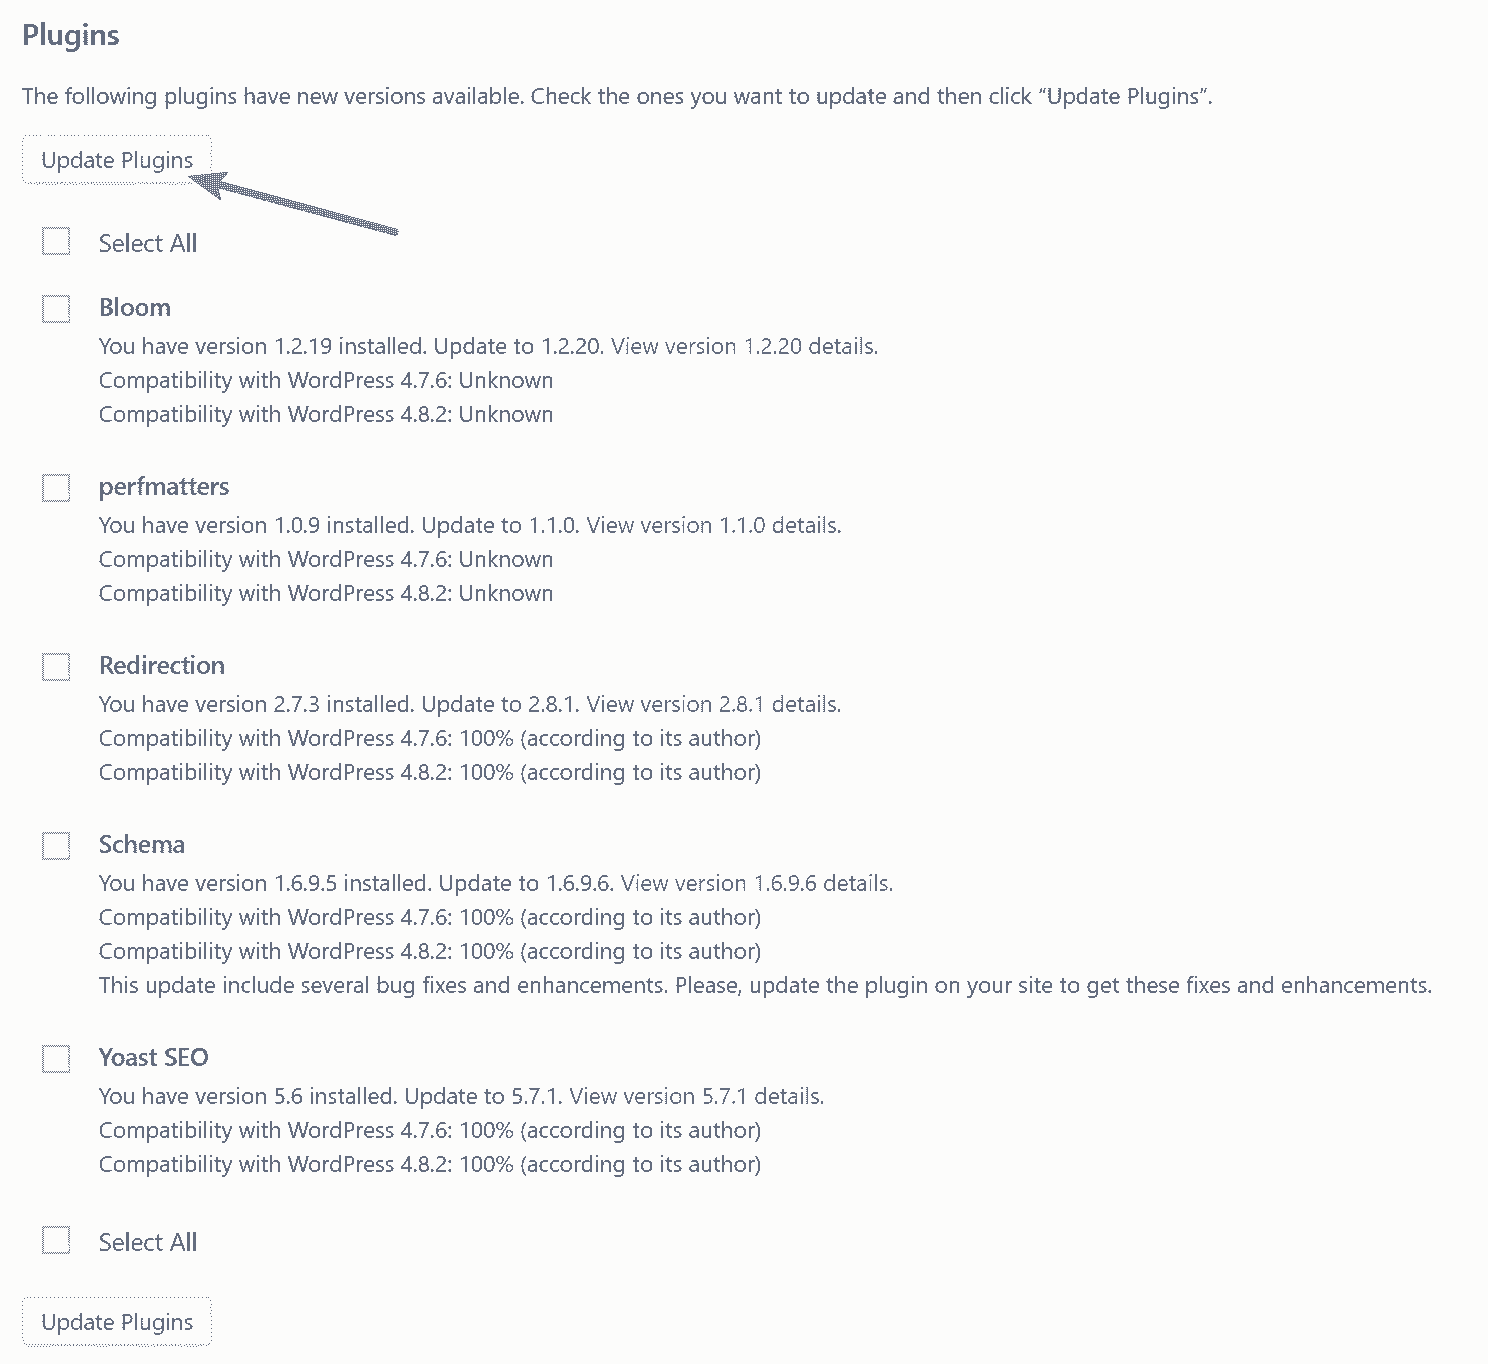 Plugins
The following plugins have new versions available. Check the ones you want to update and then click “Update Plugins”.
Update Plugins
Select All
Bloom
You have version 1.2.19 installed. Update to 1.2.20. View version 1.2.20 details.
Compatibility with WordPress 4.7.6: Unknown
Compatibility with WordPress 4.8.2: Unknown
perfmatters
You have version 1.0.9 installed. Update to 1.1.0. View version 1.1.0 details.
Compatibility with WordPress 4.7.6: Unknown
Compatibility with WordPress 4.8.2: Unknown
Redirection
You have version 2.7.3 installed. Update to 2.8.1. View version 2.8.1 details.
Compatibility with WordPress 4.7.6: 100% (according to its author)
Compatibility with WordPress 4.8.2: 100% (according to its author)
Schema
You have version 1.6.9.5 installed. Update to 1.6.9.6. View version 1.6.9.6 details.
Compatibility with WordPress 4.7.6: 100% (according to its author)
Compatibility with WordPress 4.8.2: 100% (according to its author)
This update include several bug fixes and enhancements. Please, update the plugin on your site to get these fixes and enhancements.
Yoast SEO
You have version 5.6 installed. Update to 5.7.1. View version 5.7.1 details.
Compatibility with WordPress 4.7.6: 100% (according to its author)
Compatibility with WordPress 4.8.2: 100% (according to its author)
Select All
Update Plugins